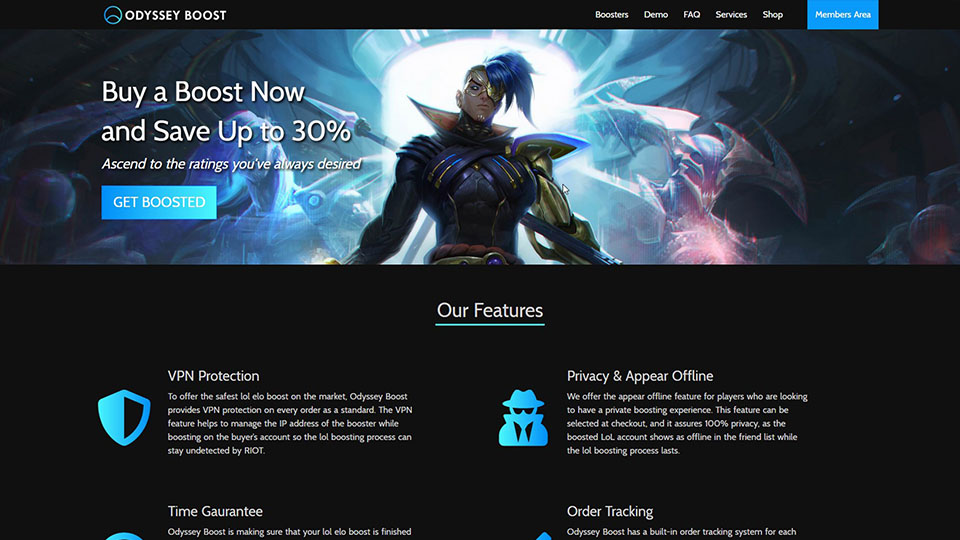 ODYSSEY BOOST
Boosters Demo FAQ Services Shop Members Area
Buy a Boost Now
and Save Up to 30%
Ascend to the ratings you've always desired
GET BOOSTED
Our Features
VPN Protection
To offer the safest lol elo boost on the market, Odyssey Boost
provides VPN protection on every order as a standard. The VPN
feature helps to manage the IP address of the booster while
boosting on the buyer's account so the lol boosting process can
stay undetected by RIOT.
Privacy & Appear Offline
We offer the appear offline feature for players who are looking
to have a private boosting experience. This feature can be
selected at checkout, and it assures 100% privacy, as the
boosted LoL account shows as offline in the friend list while
the lol boosting process lasts.
Time Gaurantee
Odyssey Boost is making sure that your lol elo boost is finished
Order Tracking
Odyssey Boost has a built-in order tracking system for each